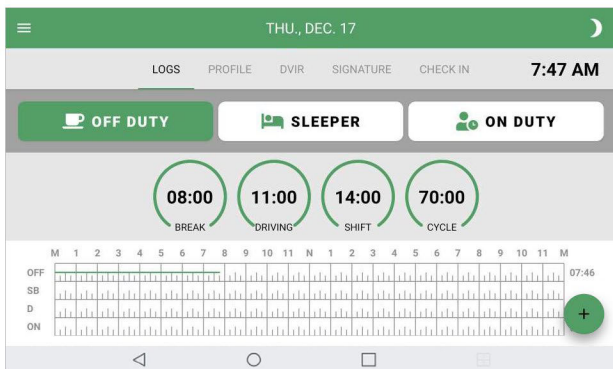 THU., DEC. 17
LOGS PROFILE DVIR SIGNATURE CHECK IN 7:47 AM
OFF DUTY SLEEPER ON DUTY
08:00 11:00 14:00 70:00
BREAK DRIVING SHIFT CYCLE
M 1 2 3 4 5 6 7 8 9 10 11 N 1 2 3 4 5 6 7 8 9 10 11 M
OFF 07:46
SB
D
ON
+